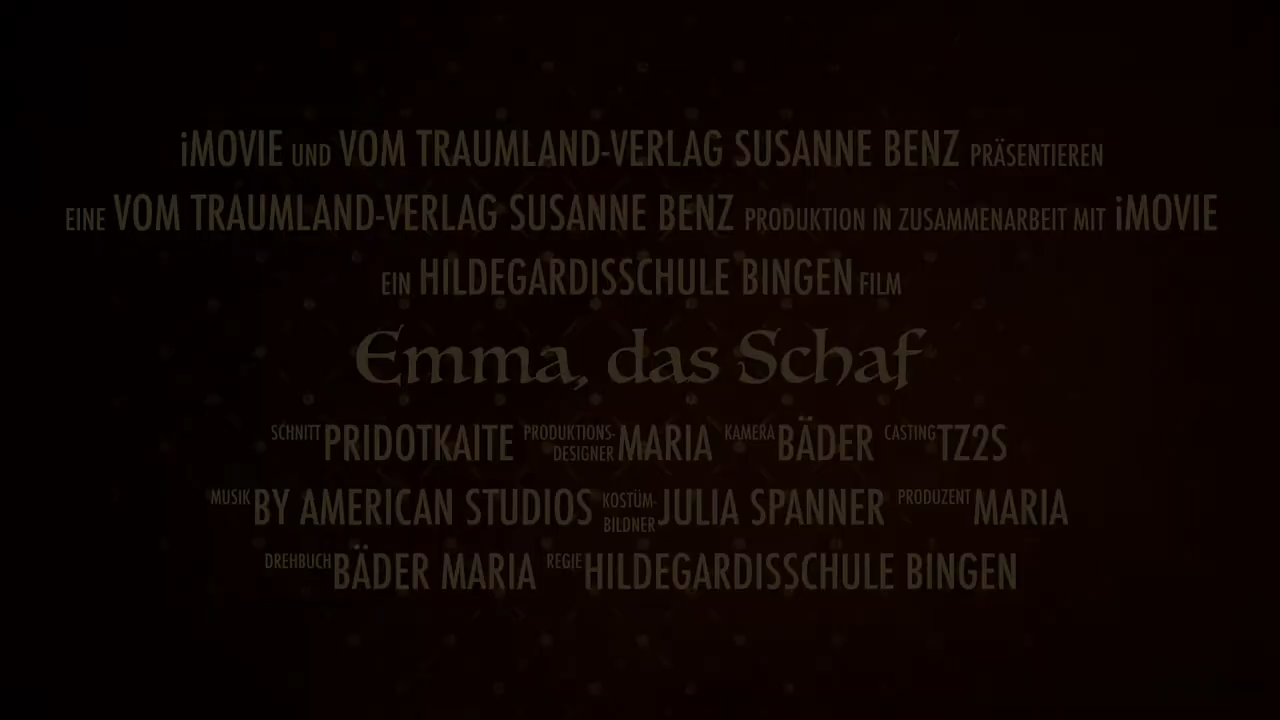 iMOVIE UND VOM TRAUMLAND-VERLAG SUSANNE BENZ PRÄSENTIEREN
EINE VOM TRAUMLAND-VERLAG SUSANNE BENZ PRODUKTION IN ZUSAMMENARBEIT MIT iMOVIE
EIN HILDEGARDISSCHULE BINGEN FILM
Emma, das Schaf
SCHNITT PRIDOTKAITE PRODUKTIONS-DESIGNER MARIA KAMERA BÄDER CASTING TZ2S
MUSIK BY AMERICAN STUDIOS KOSTÜM-BILDNER JULIA SPANNER PRODUZENT MARIA
DREHBUCH BÄDER MARIA REGIE HILDEGARDISSCHULE BINGEN